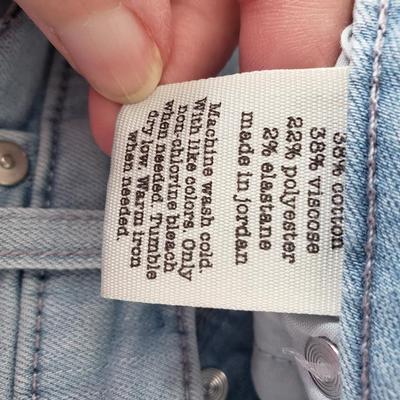 38% cotton
38% viscose
22% polyester
2% elastane
made in jordan
Machine wash cold.
With like colors. Only
non-chlorine bleach
when needed. Tumble
dry low. Warm iron
when needed.